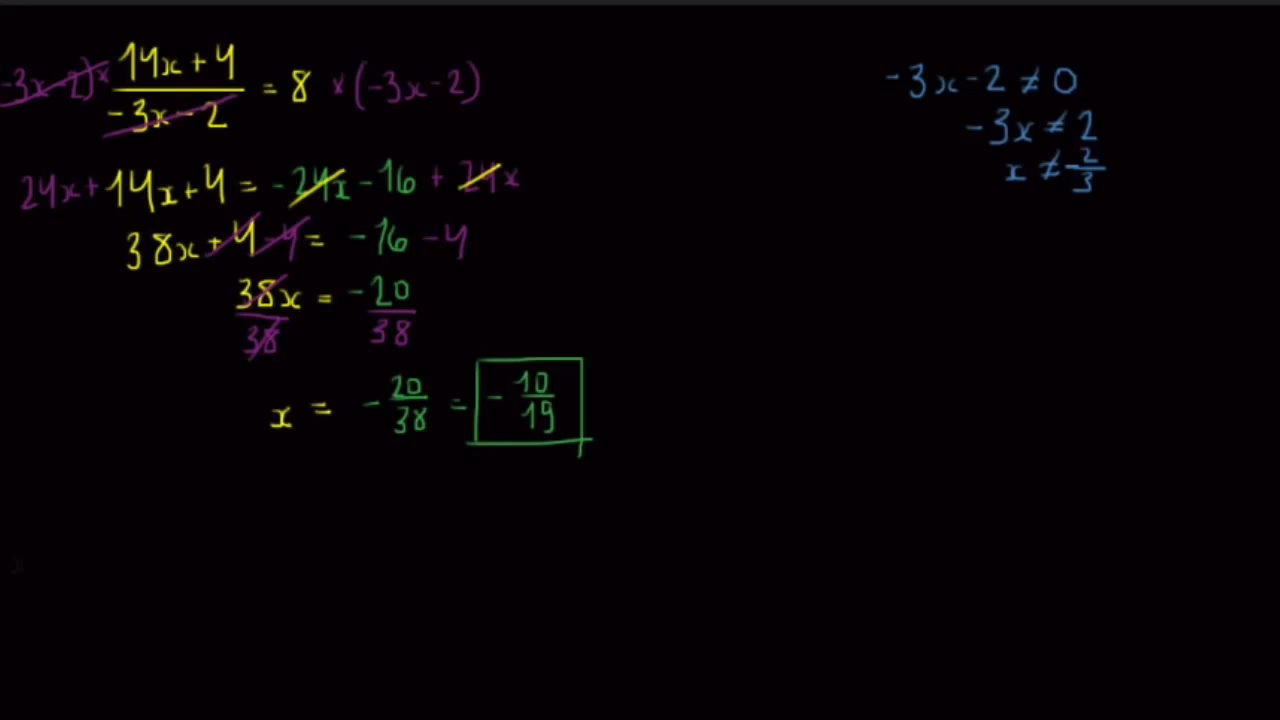 -3x-2)× (14x+4)/(-3x-2) = 8 ×(-3x-2)
24x+14x+4 = -24x-16+24x
38x+4-4 = -16-4
38x/38 = -20/38
x = -20/38 = -10/19
-3x-2≠0
-3x≠2
x≠-2/3